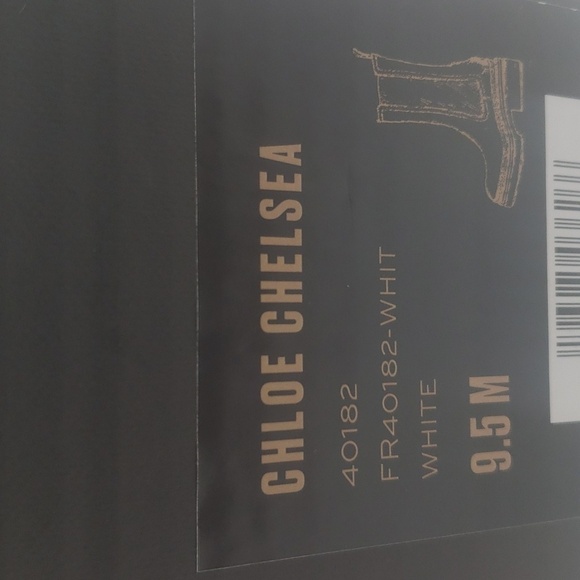 CHLOE CHELSEA
40182
FR40182-WHIT
WHITE
9.5 M